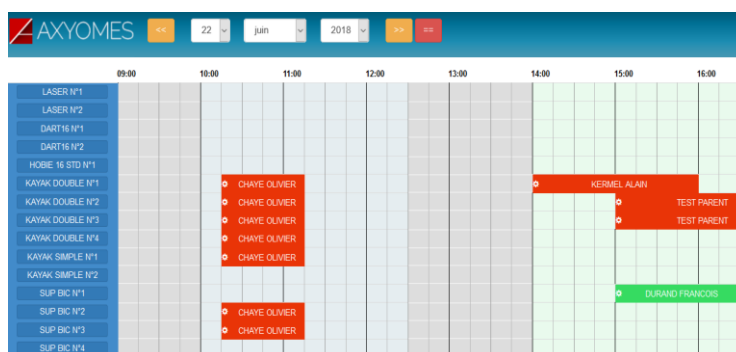 AXYOMES << 22 juin 2018 >> ==
09:00 10:00 11:00 12:00 13:00 14:00 15:00 16:00
LASER N°1
LASER N°2
DART16 N°1
DART16 N°2
HOBIE 16 STD N°1
KAYAK DOUBLE N°1 CHAYE OLIVIER KERMEL ALAIN
KAYAK DOUBLE N°2 CHAYE OLIVIER TEST PARENT
KAYAK DOUBLE N°3 CHAYE OLIVIER TEST PARENT
KAYAK DOUBLE N°4 CHAYE OLIVIER
KAYAK SIMPLE N°1 CHAYE OLIVIER
KAYAK SIMPLE N°2
SUP BIC N°1 DURAND FRANCOIS
SUP BIC N°2 CHAYE OLIVIER
SUP BIC N°3 CHAYE OLIVIER
SUP BIC N°4